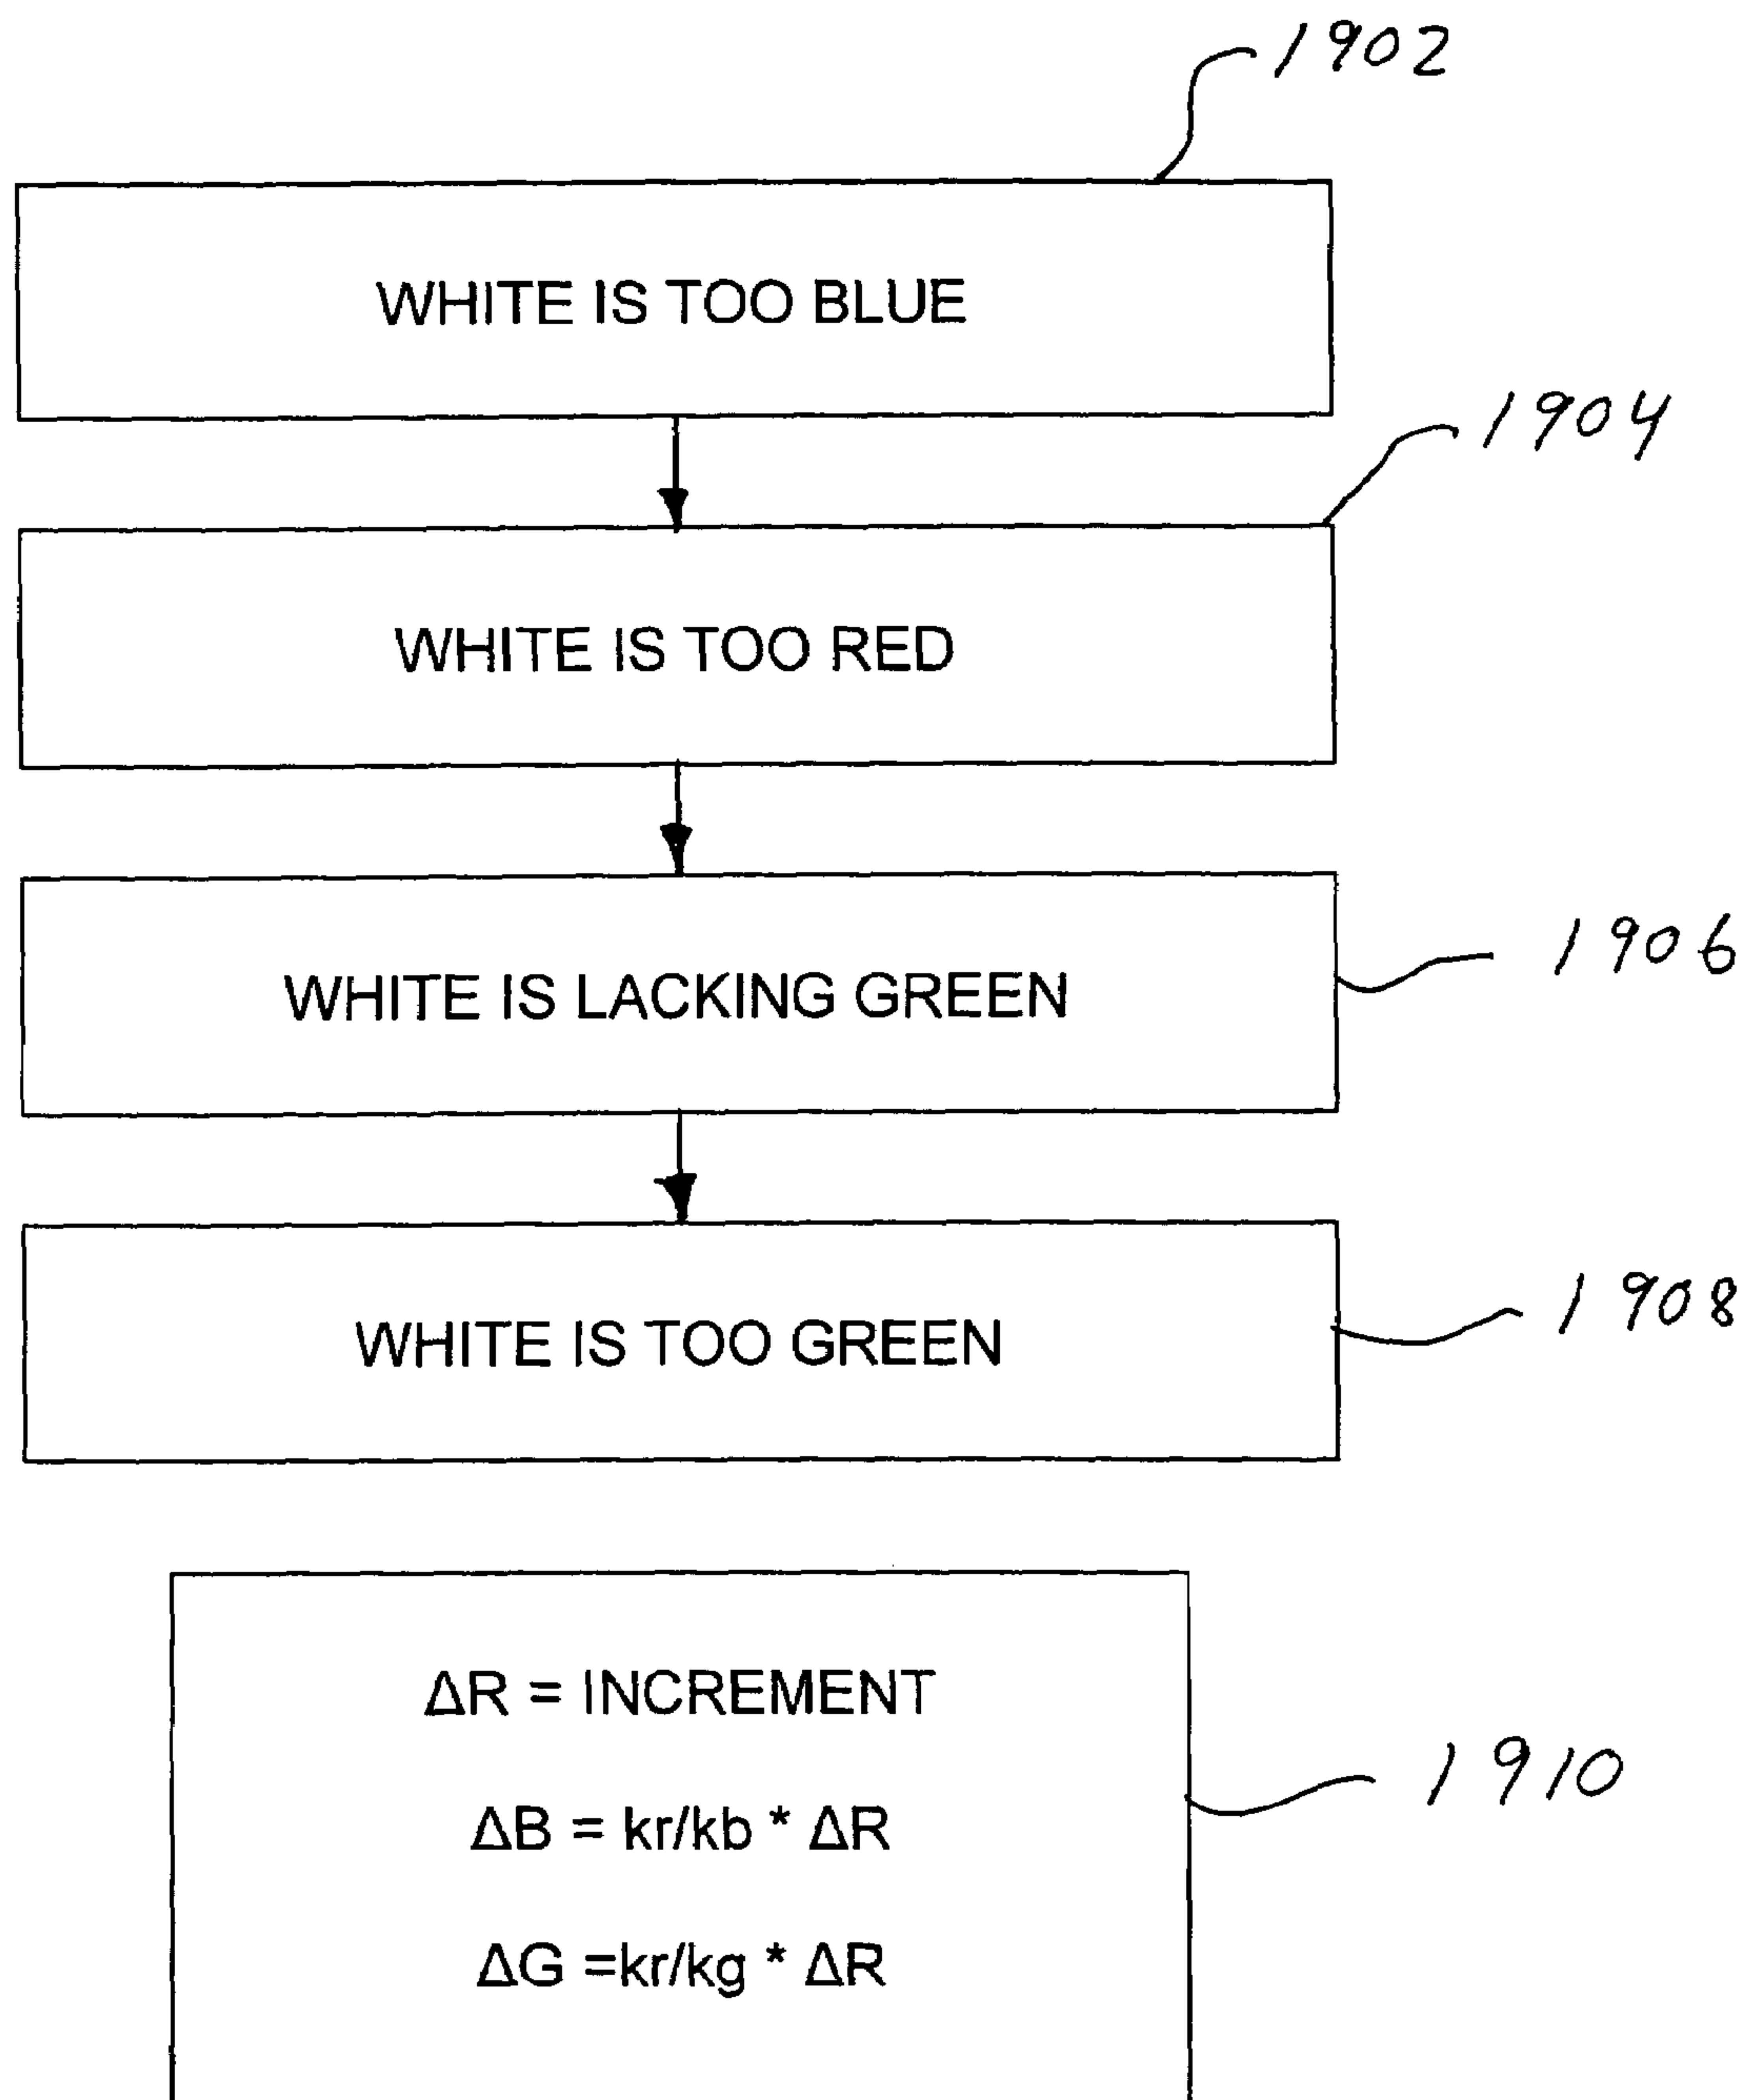 1902
WHITE IS TOO BLUE
1904
WHITE IS TOO RED
1906
WHITE IS LACKING GREEN
1908
WHITE IS TOO GREEN
ΔR = INCREMENT
1910
ΔB = kr/kb * ΔR
ΔG =kr/kg * ΔR